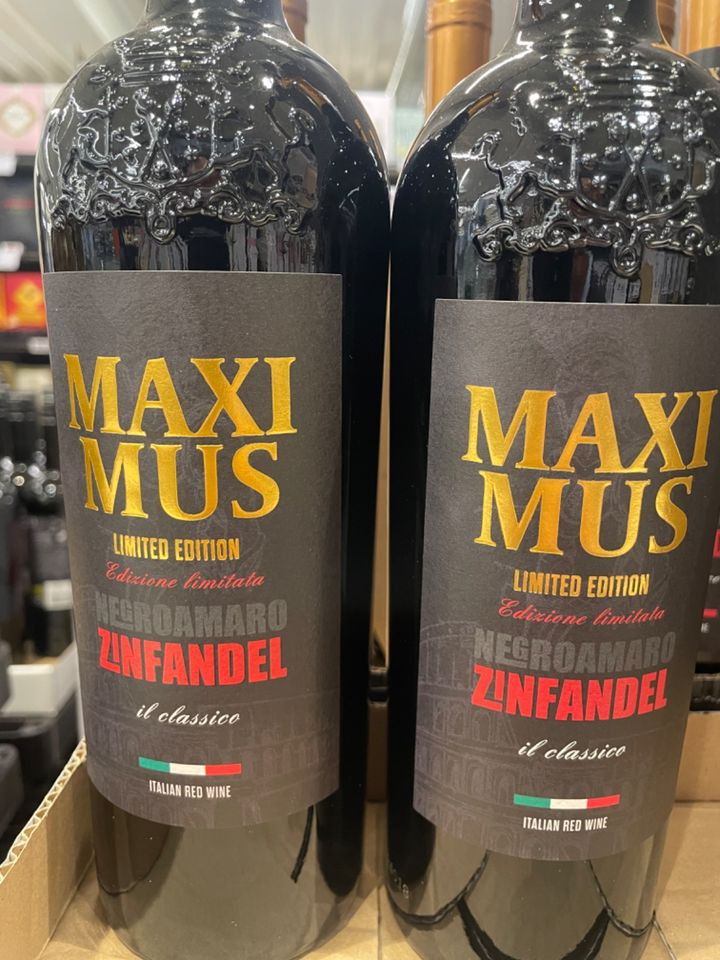 MAXI
MUS
LIMITED EDITION
Edizione limitata
NEGROAMARO
ZINFANDEL
il classico
ITALIAN RED WINE
MAXI
MUS
LIMITED EDITION
Edizione limitata
NEGROAMARO
ZINFANDEL
il classico
ITALIAN RED WINE